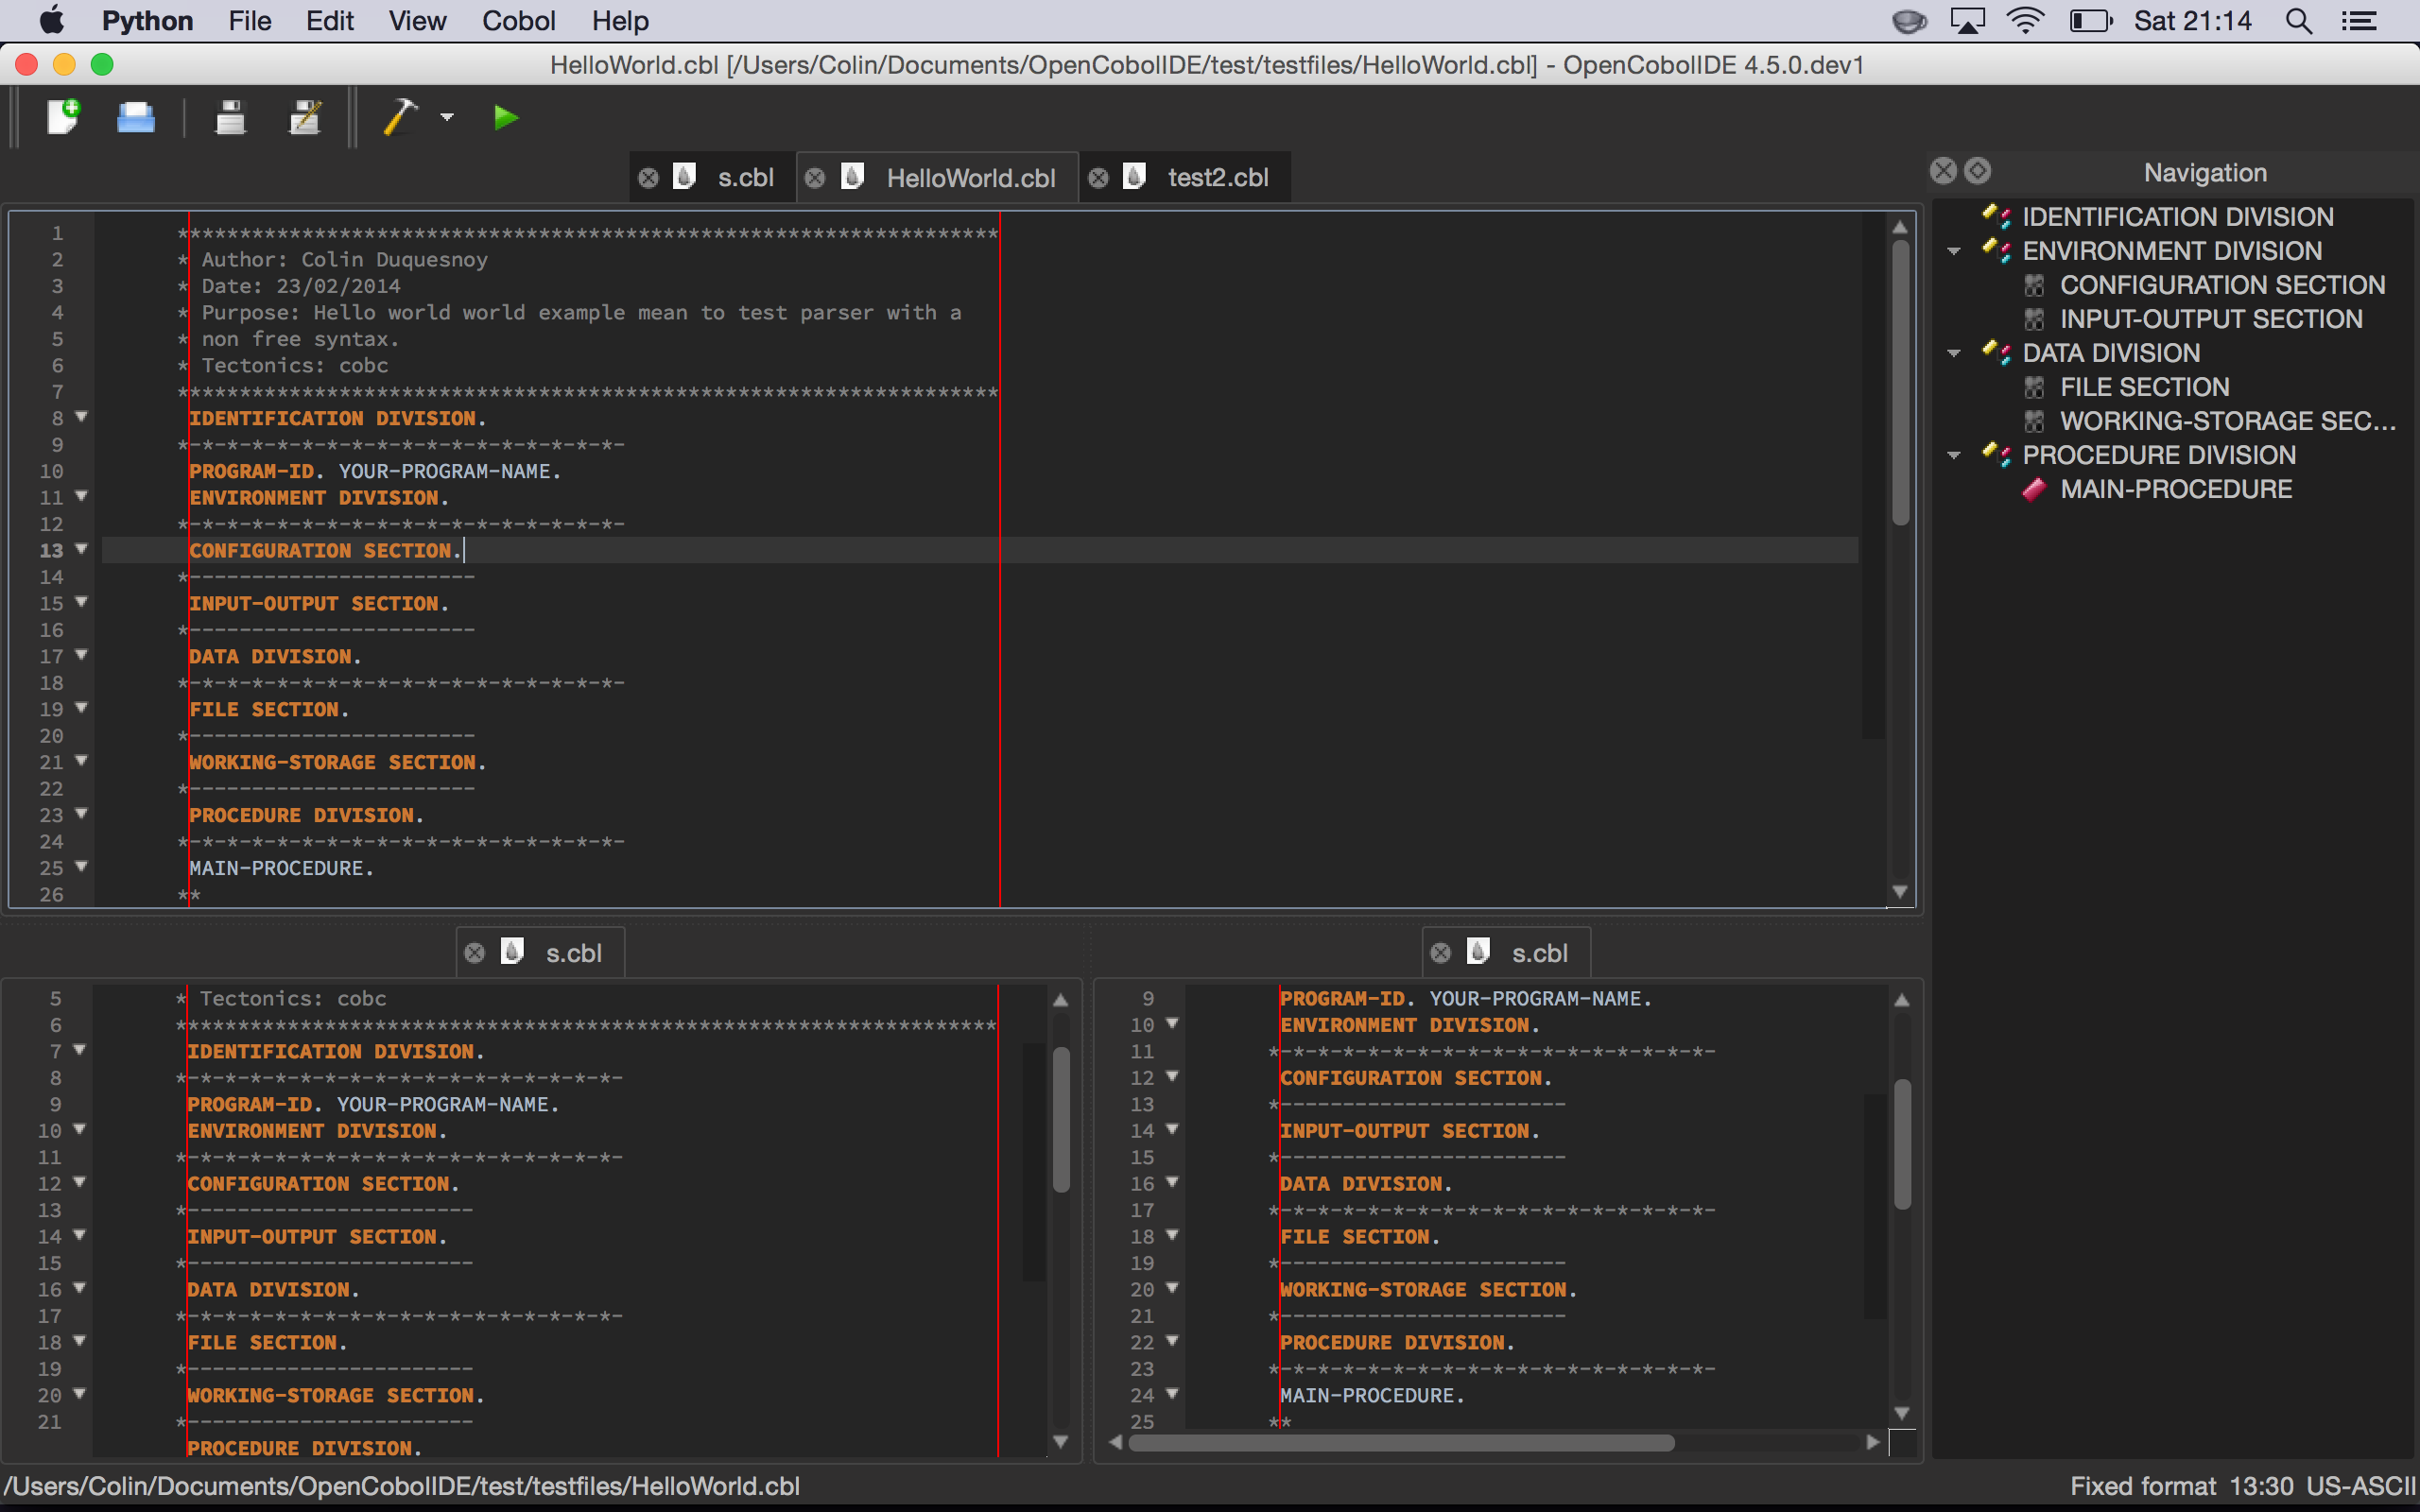 Python File Edit View Cobol Help Sat 21:14
HelloWorld.cbl [/Users/Colin/Documents/OpenCobolIDE/test/testfiles/HelloWorld.cbl] - OpenCobolIDE 4.5.0.dev1
s.cbl HelloWorld.cbl test2.cbl
1 ******************************************************************
2 * Author: Colin Duquesnoy
3 * Date: 23/02/2014
4 * Purpose: Hello world world example mean to test parser with a
5 * non free syntax.
6 * Tectonics: cobc
7 ******************************************************************
8 IDENTIFICATION DIVISION.
9 *-*-*-*-*-*-*-*-*-*-*-*-*-*-*-*-*-*-
10 PROGRAM-ID. YOUR-PROGRAM-NAME.
11 ENVIRONMENT DIVISION.
12 *-*-*-*-*-*-*-*-*-*-*-*-*-*-*-*-*-*-
13 CONFIGURATION SECTION.
14 *-----------------------
15 INPUT-OUTPUT SECTION.
16 *-----------------------
17 DATA DIVISION.
18 *-*-*-*-*-*-*-*-*-*-*-*-*-*-*-*-*-*-
19 FILE SECTION.
20 *-----------------------
21 WORKING-STORAGE SECTION.
22 *-----------------------
23 PROCEDURE DIVISION.
24 *-*-*-*-*-*-*-*-*-*-*-*-*-*-*-*-*-*-
25 MAIN-PROCEDURE.
26 **
s.cbl
5 * Tectonics: cobc
6 ******************************************************************
7 IDENTIFICATION DIVISION.
8 *-*-*-*-*-*-*-*-*-*-*-*-*-*-*-*-*-*-
9 PROGRAM-ID. YOUR-PROGRAM-NAME.
10 ENVIRONMENT DIVISION.
11 *-*-*-*-*-*-*-*-*-*-*-*-*-*-*-*-*-*-
12 CONFIGURATION SECTION.
13 *-----------------------
14 INPUT-OUTPUT SECTION.
15 *-----------------------
16 DATA DIVISION.
17 *-*-*-*-*-*-*-*-*-*-*-*-*-*-*-*-*-*-
18 FILE SECTION.
19 *-----------------------
20 WORKING-STORAGE SECTION.
21 *-----------------------
PROCEDURE DIVISION.
s.cbl
9 PROGRAM-ID. YOUR-PROGRAM-NAME.
10 ENVIRONMENT DIVISION.
11 *-*-*-*-*-*-*-*-*-*-*-*-*-*-*-*-*-*-
12 CONFIGURATION SECTION.
13 *-----------------------
14 INPUT-OUTPUT SECTION.
15 *-----------------------
16 DATA DIVISION.
17 *-*-*-*-*-*-*-*-*-*-*-*-*-*-*-*-*-*-
18 FILE SECTION.
19 *-----------------------
20 WORKING-STORAGE SECTION.
21 *-----------------------
22 PROCEDURE DIVISION.
23 *-*-*-*-*-*-*-*-*-*-*-*-*-*-*-*-*-*-
24 MAIN-PROCEDURE.
25 **
Navigation
IDENTIFICATION DIVISION
ENVIRONMENT DIVISION
CONFIGURATION SECTION
INPUT-OUTPUT SECTION
DATA DIVISION
FILE SECTION
WORKING-STORAGE SEC...
PROCEDURE DIVISION
MAIN-PROCEDURE
/Users/Colin/Documents/OpenCobolIDE/test/testfiles/HelloWorld.cbl Fixed format 13:30 US-ASCII